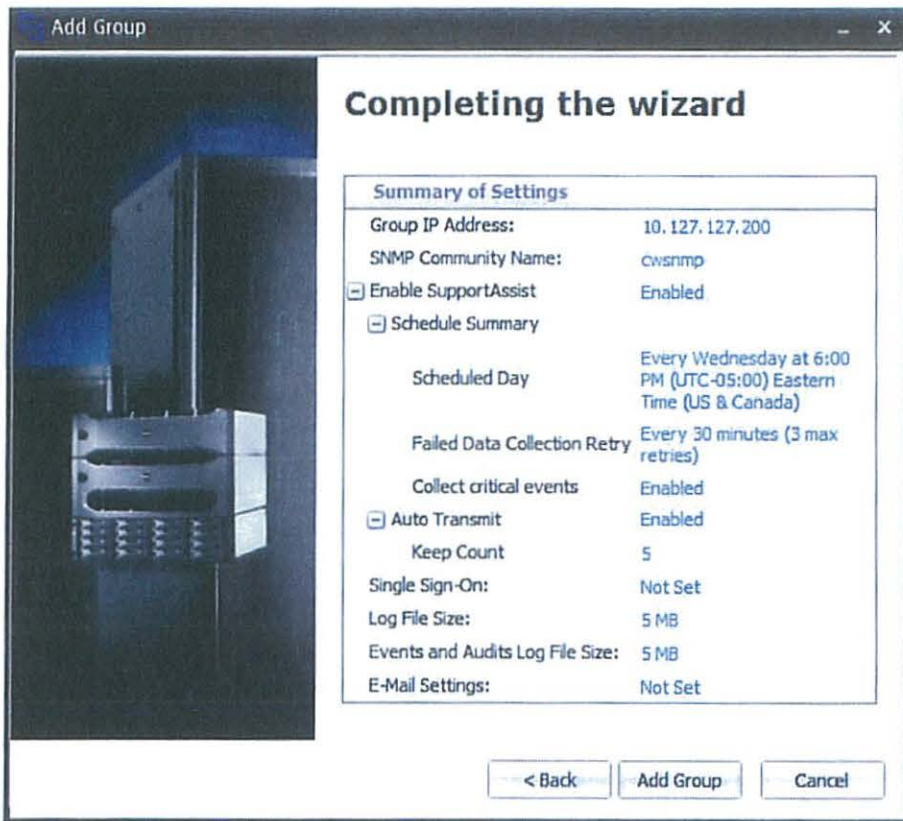 Add Group
Completing the wizard
Summary of Settings
Group IP Address: 10.127.127.200
SNMP Community Name: cwsnmp
Enable SupportAssist Enabled
Schedule Summary
Scheduled Day Every Wednesday at 6:00
PM (UTC-05:00) Eastern
Time (US & Canada)
Failed Data Collection Retry Every 30 minutes (3 max
retries)
Collect critical events Enabled
Auto Transmit Enabled
Keep Count 5
Single Sign-On: Not Set
Log File Size: 5 MB
Events and Audits Log File Size: 5 MB
E-Mail Settings: Not Set
< Back Add Group Cancel